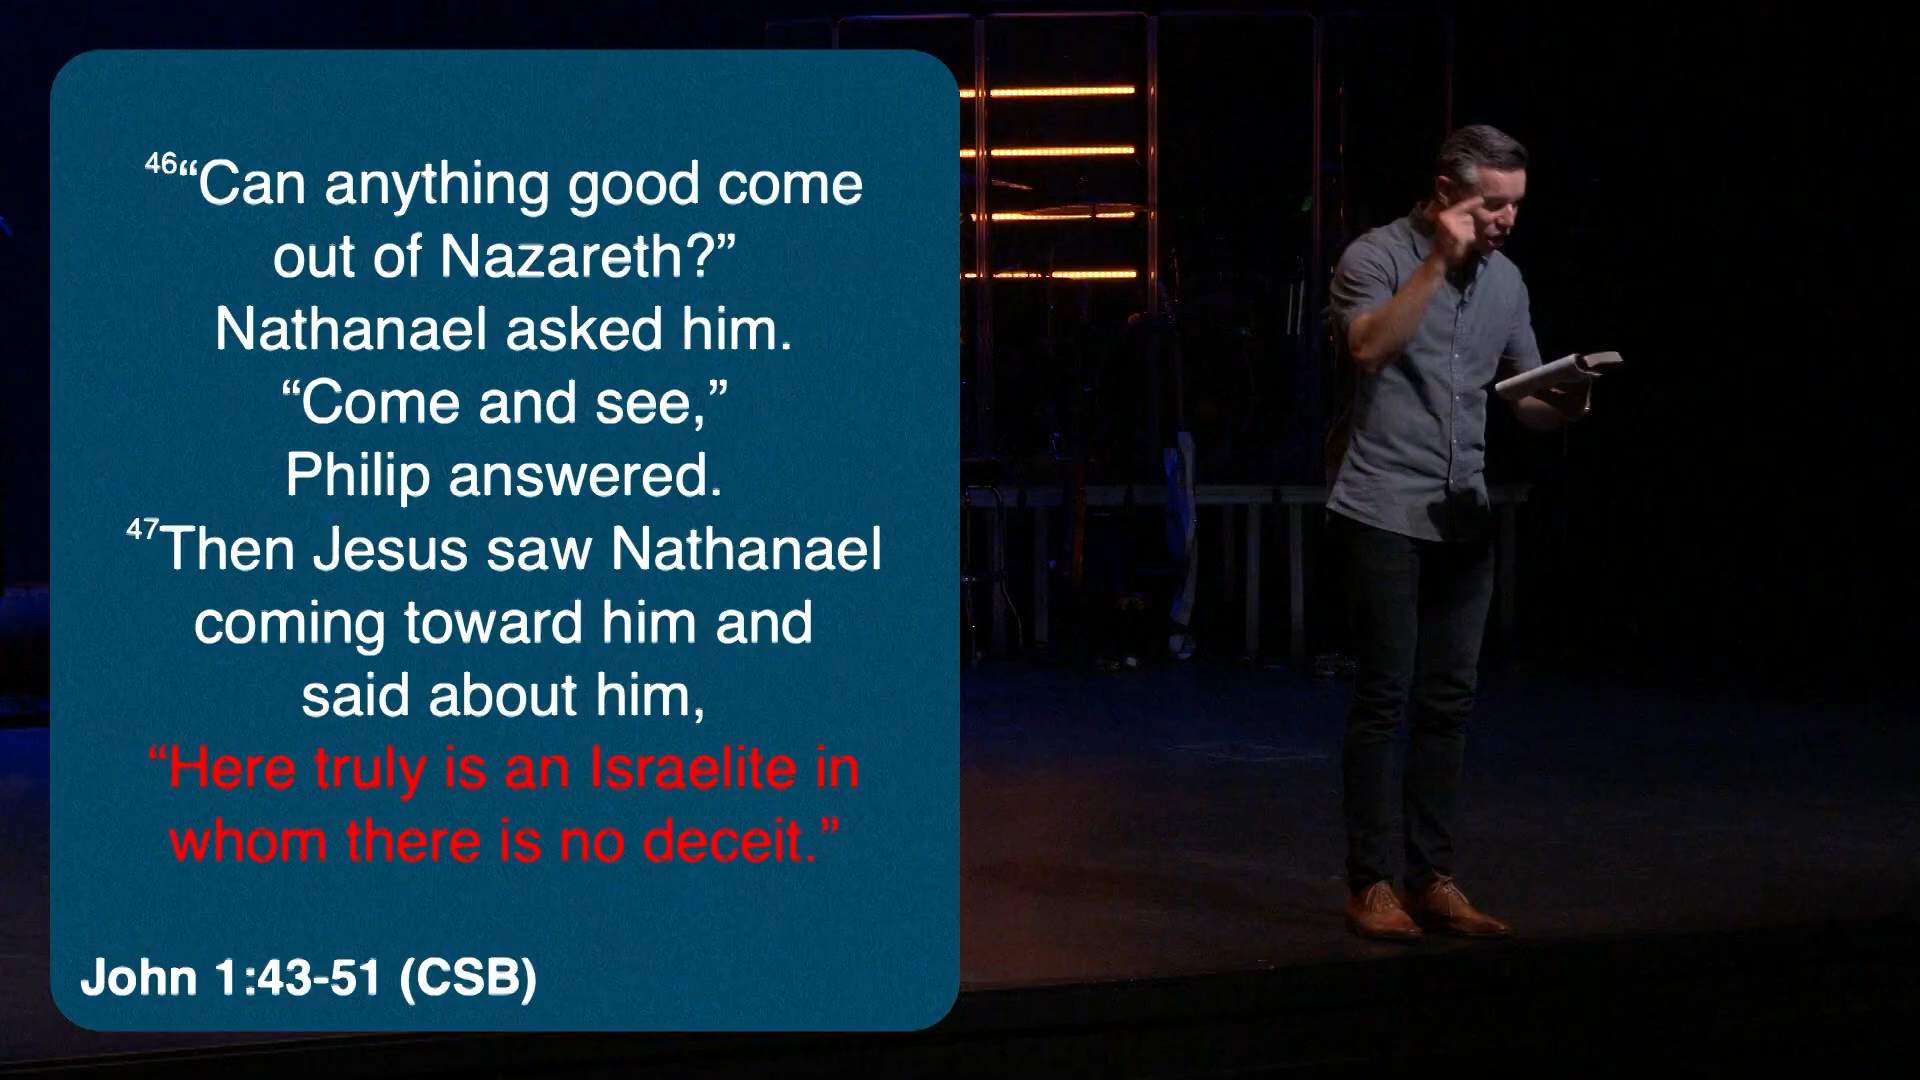 46“Can anything good come
out of Nazareth?”
Nathanael asked him.
“Come and see,”
Philip answered.
47Then Jesus saw Nathanael
coming toward him and
said about him,
“Here truly is an Israelite in
whom there is no deceit.”
John 1:43-51 (CSB)